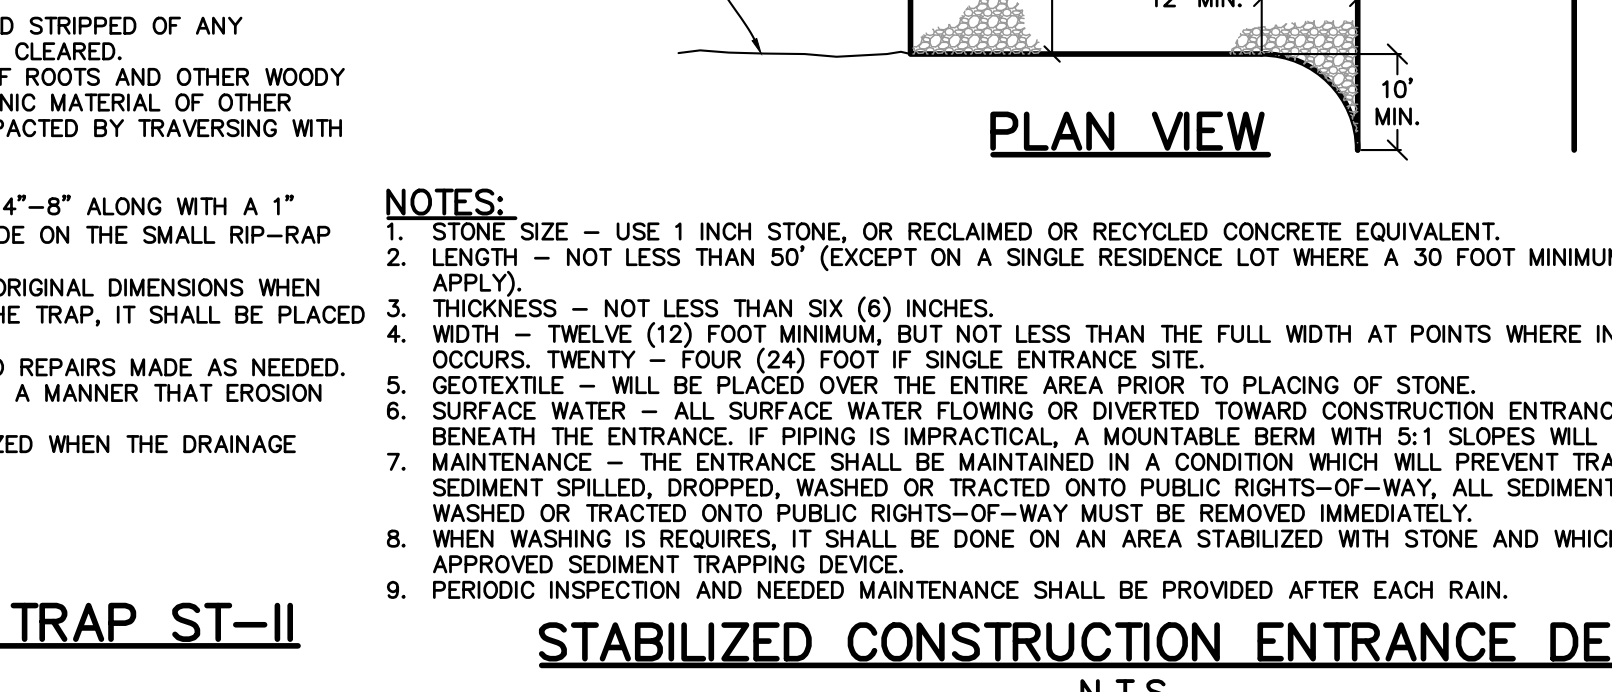 D STRIPPED OF ANY
CLEARED.
F ROOTS AND OTHER WOODY
NIC MATERIAL OF OTHER
PACTED BY TRAVERSING WITH
4"-8" ALONG WITH A 1"
DE ON THE SMALL RIP-RAP
ORIGINAL DIMENSIONS WHEN
HE TRAP, IT SHALL BE PLACED
D REPAIRS MADE AS NEEDED.
A MANNER THAT EROSION
ZED WHEN THE DRAINAGE
TRAP ST-II
12' MIN.
10'
MIN.
PLAN VIEW
NOTES:
1. STONE SIZE - USE 1 INCH STONE, OR RECLAIMED OR RECYCLED CONCRETE EQUIVALENT.
2. LENGTH - NOT LESS THAN 50' (EXCEPT ON A SINGLE RESIDENCE LOT WHERE A 30 FOOT MINIMUM
APPLY).
3. THICKNESS - NOT LESS THAN SIX (6) INCHES.
4. WIDTH - TWELVE (12) FOOT MINIMUM, BUT NOT LESS THAN THE FULL WIDTH AT POINTS WHERE IN
OCCURS. TWENTY - FOUR (24) FOOT IF SINGLE ENTRANCE SITE.
5. GEOTEXTILE - WILL BE PLACED OVER THE ENTIRE AREA PRIOR TO PLACING OF STONE.
6. SURFACE WATER - ALL SURFACE WATER FLOWING OR DIVERTED TOWARD CONSTRUCTION ENTRANC
BENEATH THE ENTRANCE. IF PIPING IS IMPRACTICAL, A MOUNTABLE BERM WITH 5:1 SLOPES WILL
7. MAINTENANCE - THE ENTRANCE SHALL BE MAINTAINED IN A CONDITION WHICH WILL PREVENT TRA
SEDIMENT SPILLED, DROPPED, WASHED OR TRACTED ONTO PUBLIC RIGHTS-OF-WAY, ALL SEDIMENT
WASHED OR TRACTED ONTO PUBLIC RIGHTS-OF-WAY MUST BE REMOVED IMMEDIATELY.
8. WHEN WASHING IS REQUIRES, IT SHALL BE DONE ON AN AREA STABILIZED WITH STONE AND WHICH
APPROVED SEDIMENT TRAPPING DEVICE.
9. PERIODIC INSPECTION AND NEEDED MAINTENANCE SHALL BE PROVIDED AFTER EACH RAIN.
STABILIZED CONSTRUCTION ENTRANCE DE
N.T.S.